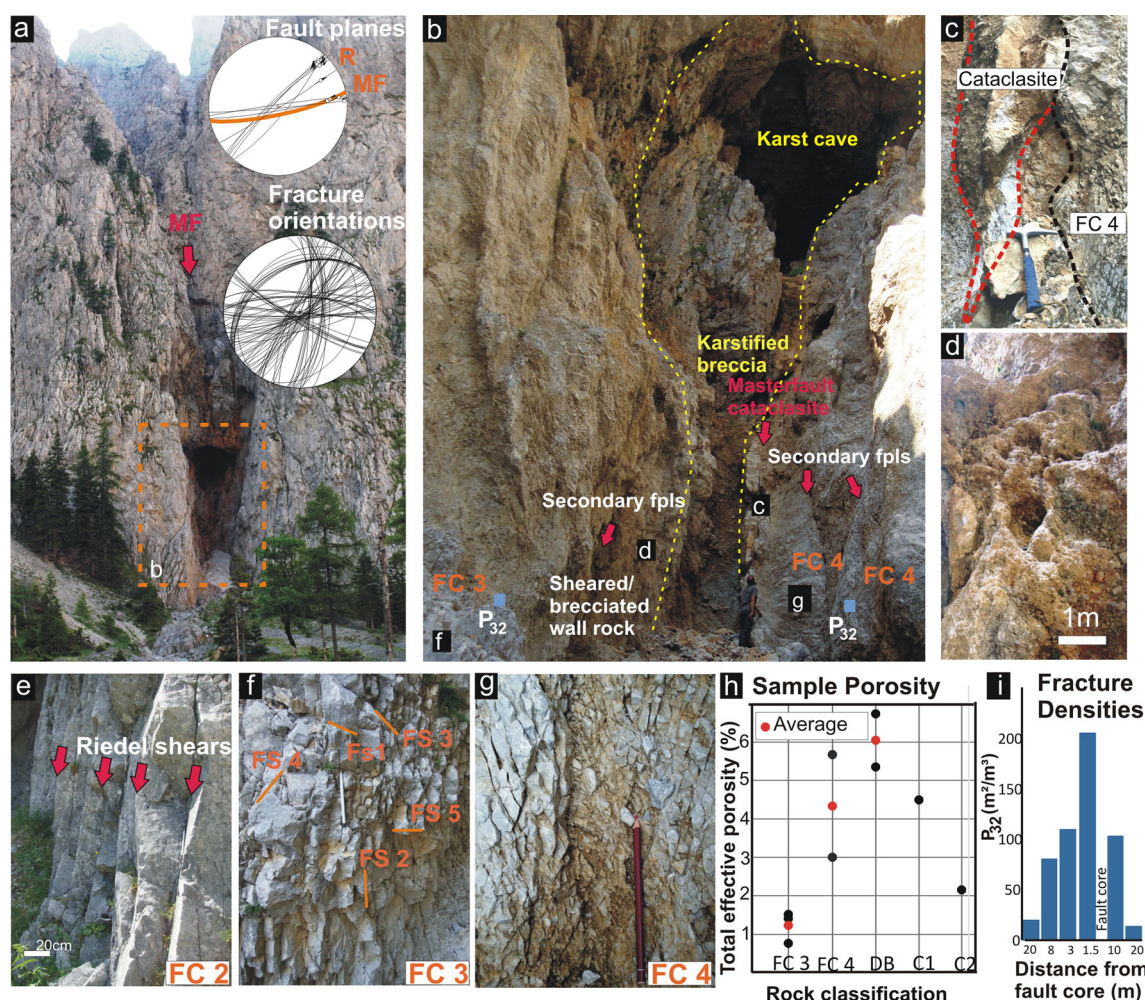 a
Fault planes
R
MF
Fracture
orientations
MF
b
b
Karst cave
Karstified
breccia
Masterfault
cataclasite
Secondary fpls
Secondary fpls
c
d
FC 4
FC 4
FC 3
g
P32
Sheared/
brecciated
wall rock
P32
f
c
Cataclasite
FC 4
d
1m
e
Riedel shears
20cm
FC 2
f
FS 3
Fs1
FS 4
FS 5
FS 2
FC 3
g
FC 4
h
Sample Porosity
Average
Total effective porosity (%)
6
5
4
3
2
1
FC 3
FC 4
DB
C1
C2
Rock classification
i
Fracture
Densities
P32 (m²/m³)
200
150
100
50
0
Fault core
20 8 3 1.5 10 20
Distance from
fault core (m)